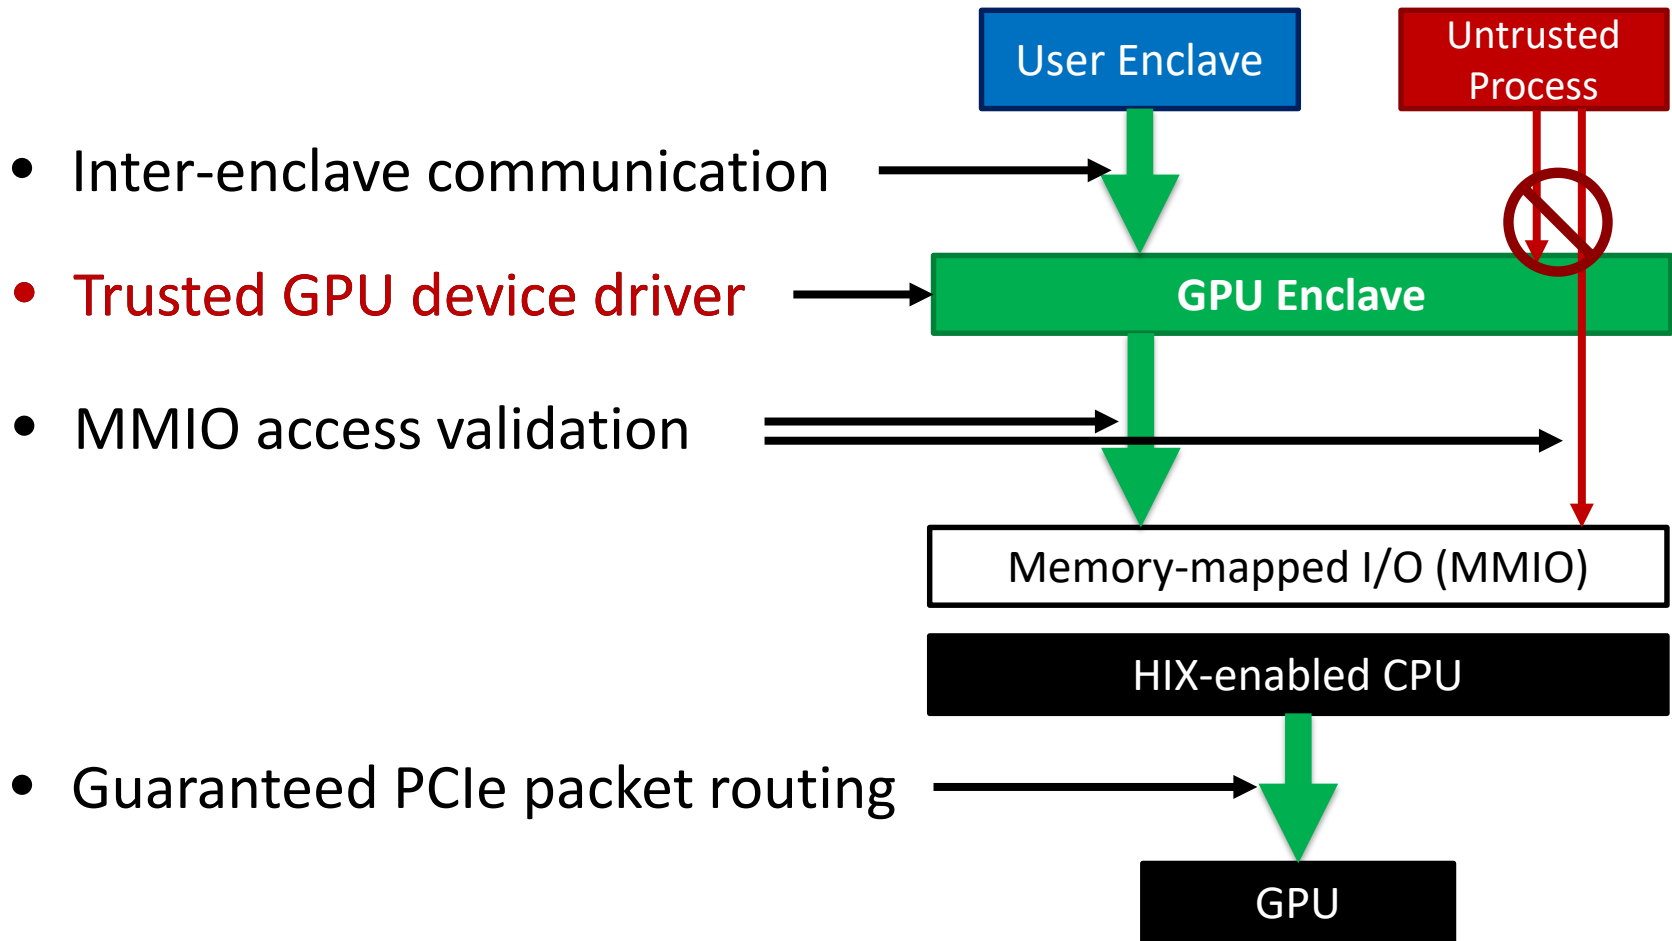 User Enclave
Untrusted
Process
• Inter-enclave communication
• Trusted GPU device driver
GPU Enclave
• MMIO access validation
Memory-mapped I/O (MMIO)
HIX-enabled CPU
• Guaranteed PCIe packet routing
GPU